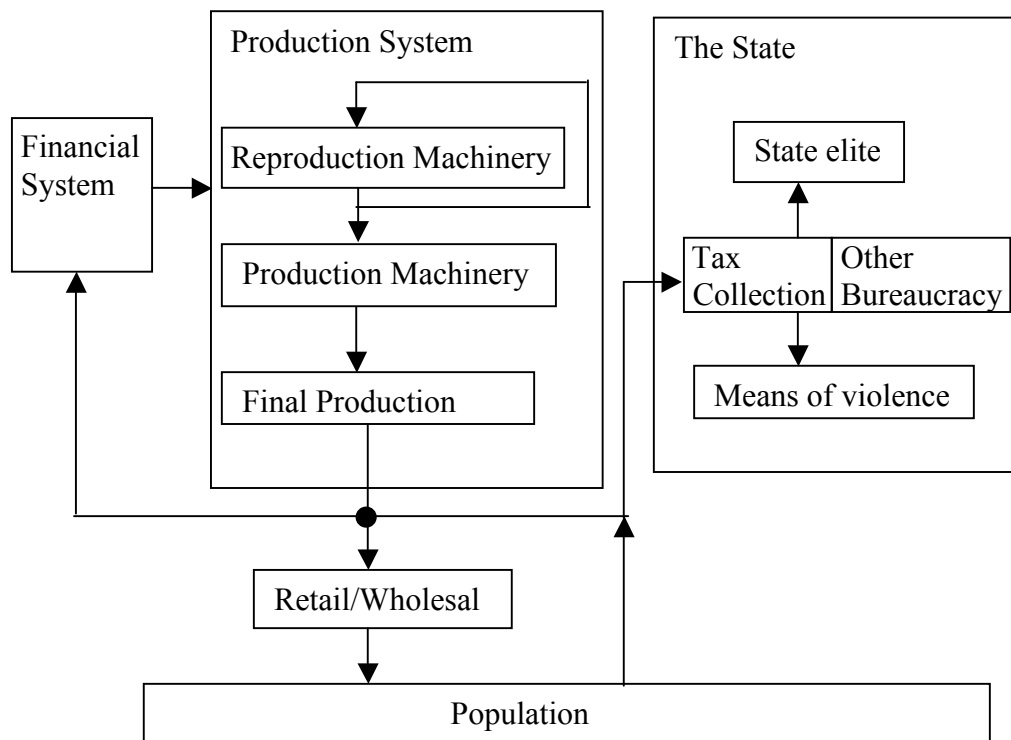 Production System
The State
Financial
System
Reproduction Machinery
State elite
Production Machinery
Tax
Collection
Other
Bureaucracy
Final Production
Means of violence
Retail/Wholesal
Population